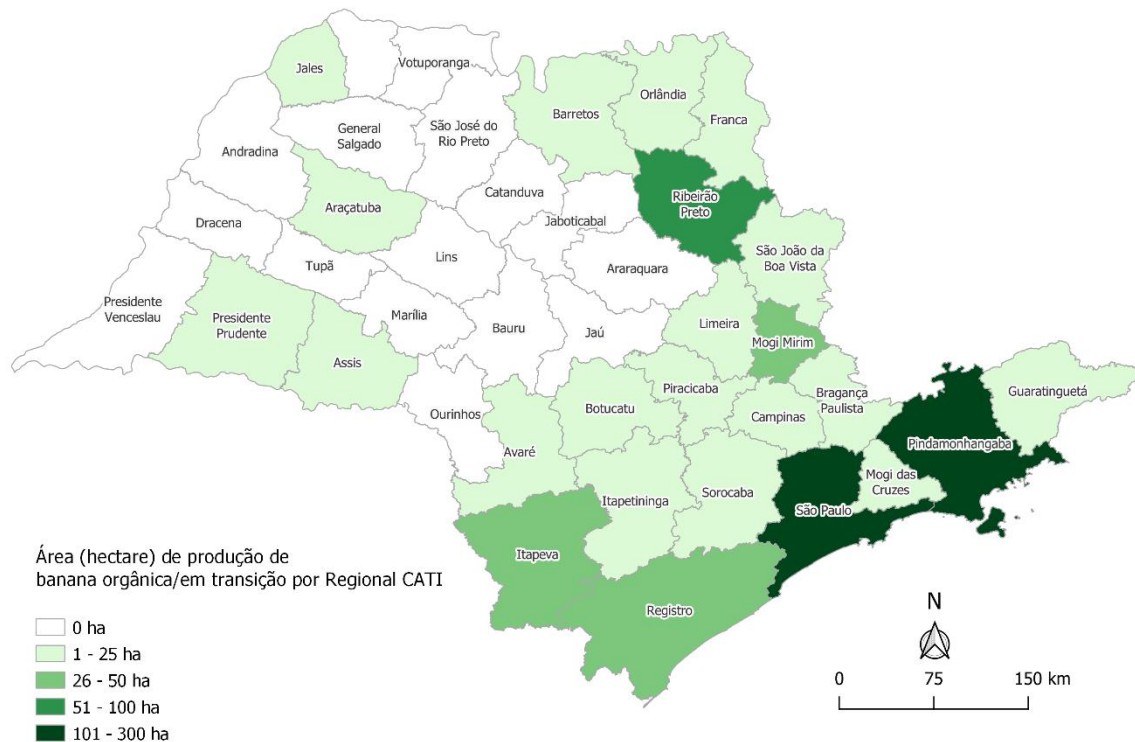 Jales
Votuporanga
Orlândia
Barretos
Franca
General
Salgado
São José do
Rio Preto
Andradina
Catanduva
Ribeirão
Preto
Araçatuba
Jaboticabal
Dracena
São João da
Boa Vista
Lins
Araraquara
Tupã
Presidente
Venceslau
Presidente
Prudente
Marília
Bauru
Jaú
Limeira
Mogi Mirim
Assis
Piracicaba
Bragança
Paulista
Guaratinguetá
Ourinhos
Botucatu
Campinas
Avaré
Pindamonhangaba
Mogi das
Cruzes
Itapetininga
Sorocaba
São Paulo
Itapeva
Registro
Área (hectare) de produção de
banana orgânica/em transição por Regional CATI
0 ha
1 - 25 ha
26 - 50 ha
51 - 100 ha
101 - 300 ha
N
0 75 150 km